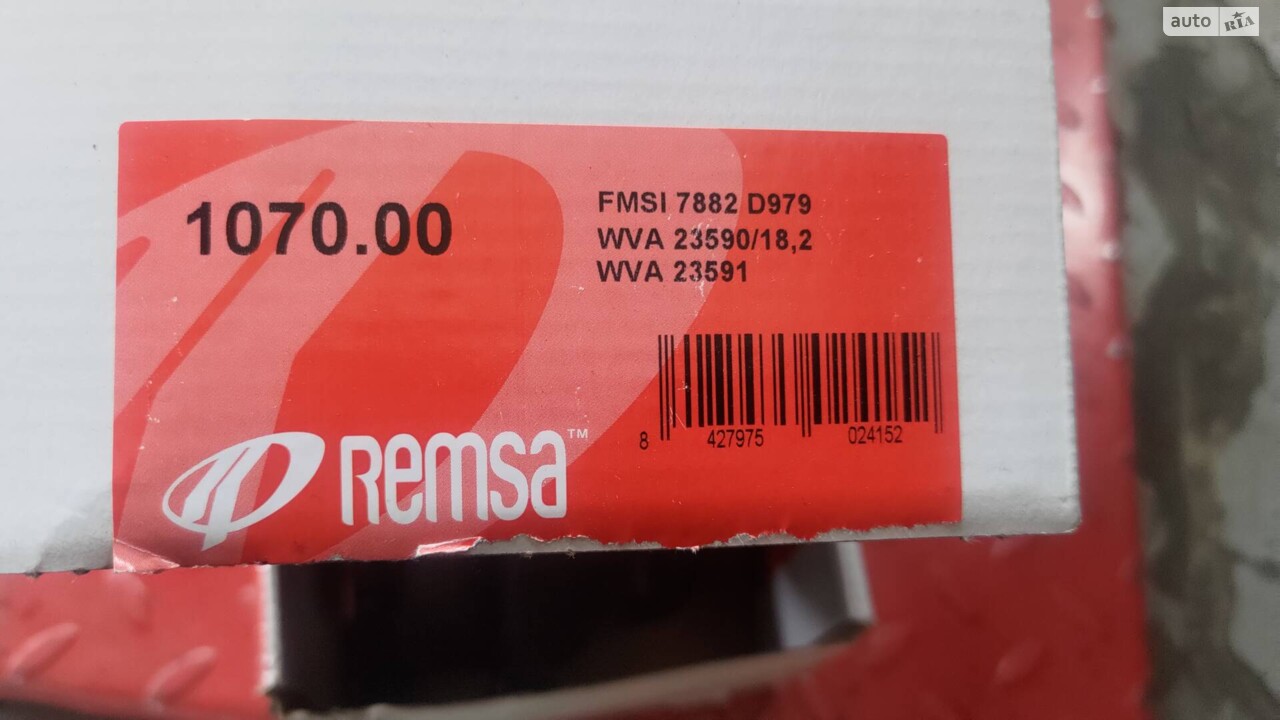 auto RIA
1070.00
FMSI 7882 D979
WVA 23590/18,2
WVA 23591
8 427975 024152
Remsa™